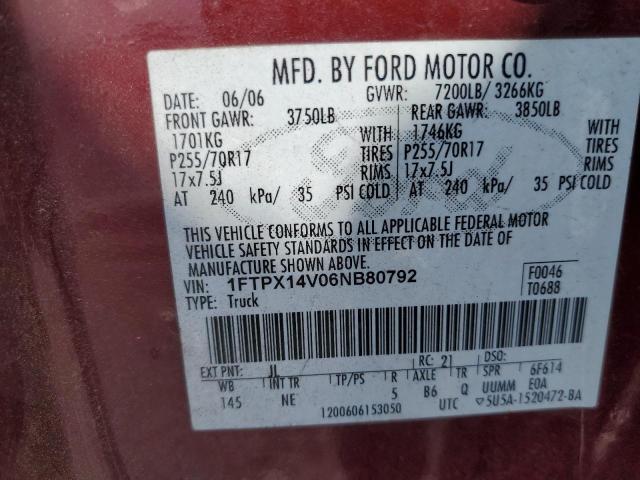 MFD. BY FORD MOTOR CO.
DATE: 06/06 GVWR: 7200LB/ 3266KG
FRONT GAWR: 3750LB REAR GAWR: 3850LB
1701KG WITH 1746KG WITH
P255/70R17 TIRES P255/70R17 TIRES
17x7.5J RIMS 17x7.5J RIMS
AT 240 kPa/ 35 PSI COLD AT 240 kPa/ 35 PSI COLD
THIS VEHICLE CONFORMS TO ALL APPLICABLE FEDERAL MOTOR
VEHICLE SAFETY STANDARDS IN EFFECT ON THE DATE OF
MANUFACTURE SHOWN ABOVE.
VIN: 1FTPX14V06NB80792 F0046
TYPE: Truck T0688
EXT PNT: JL RC: 21 DSO:
WB INT TR TP/PS R AXLE TR SPR 6F614
145 NE 5 B6 Q UUMM E0A
1200606153050 UTC ▽5U5A-1520472-BA